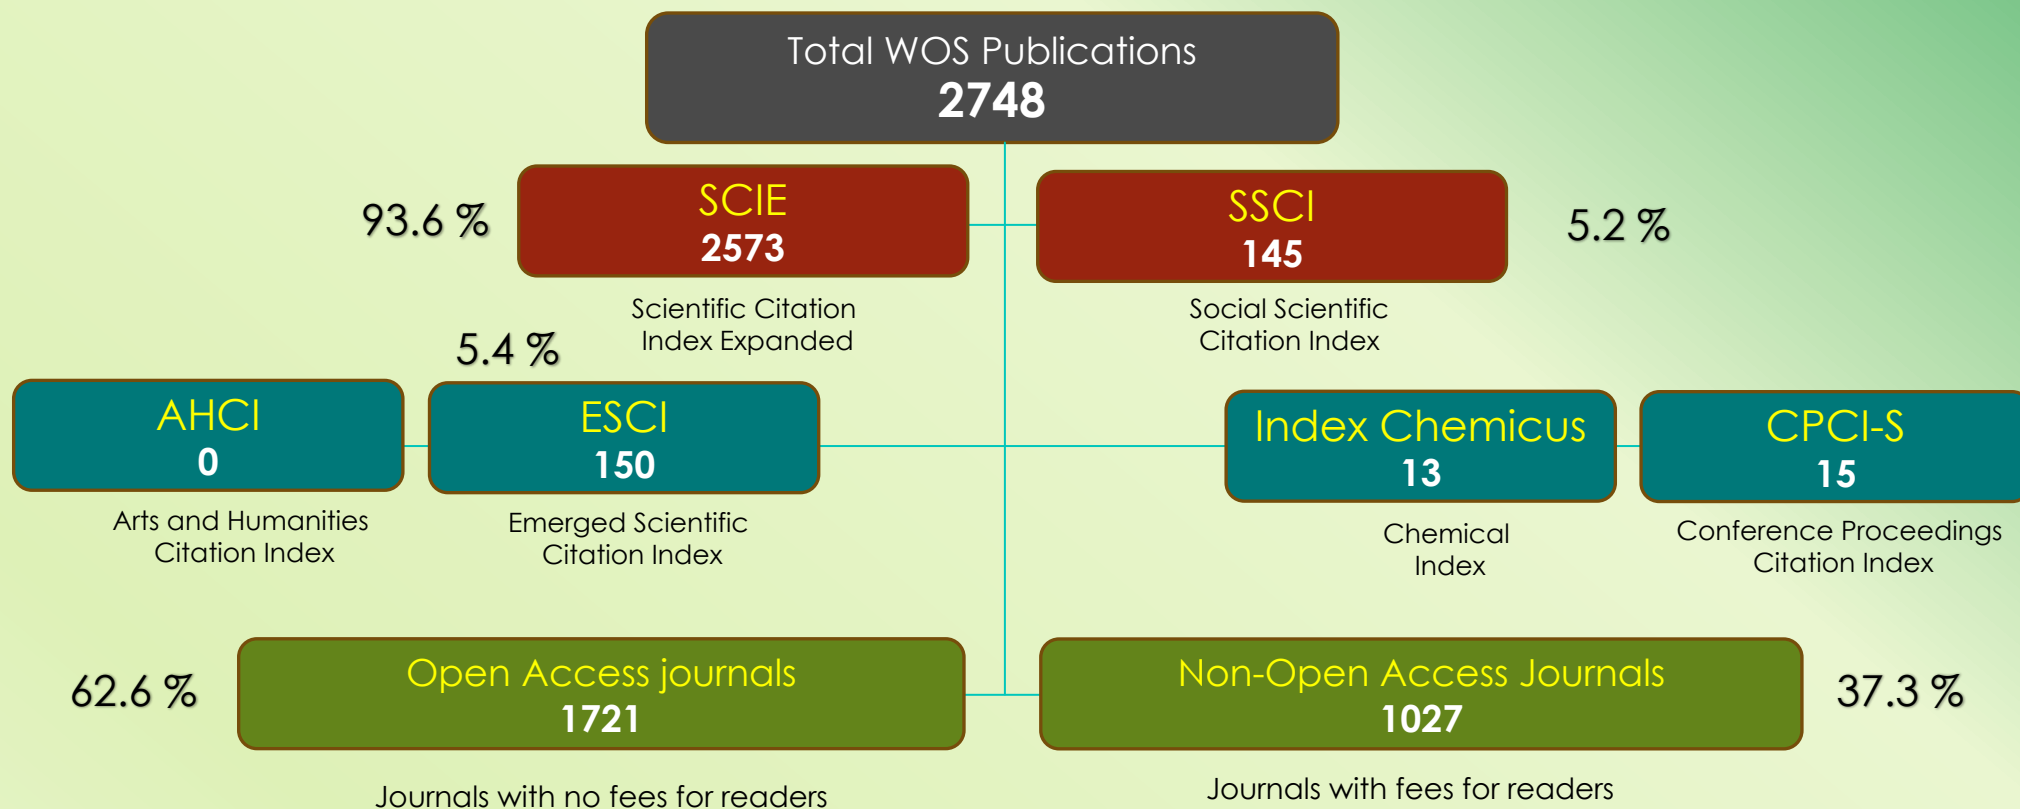 Total WOS Publications
2748
93.6 %
SCIE
2573
SSCI
145
5.2 %
Scientific Citation
Index Expanded
Social Scientific
Citation Index
5.4 %
AHCI
0
ESCI
150
Index Chemicus
13
CPCI-S
15
Arts and Humanities
Citation Index
Emerged Scientific
Citation Index
Chemical
Index
Conference Proceedings
Citation Index
62.6 %
Open Access journals
1721
Non-Open Access Journals
1027
37.3 %
Journals with no fees for readers
Journals with fees for readers